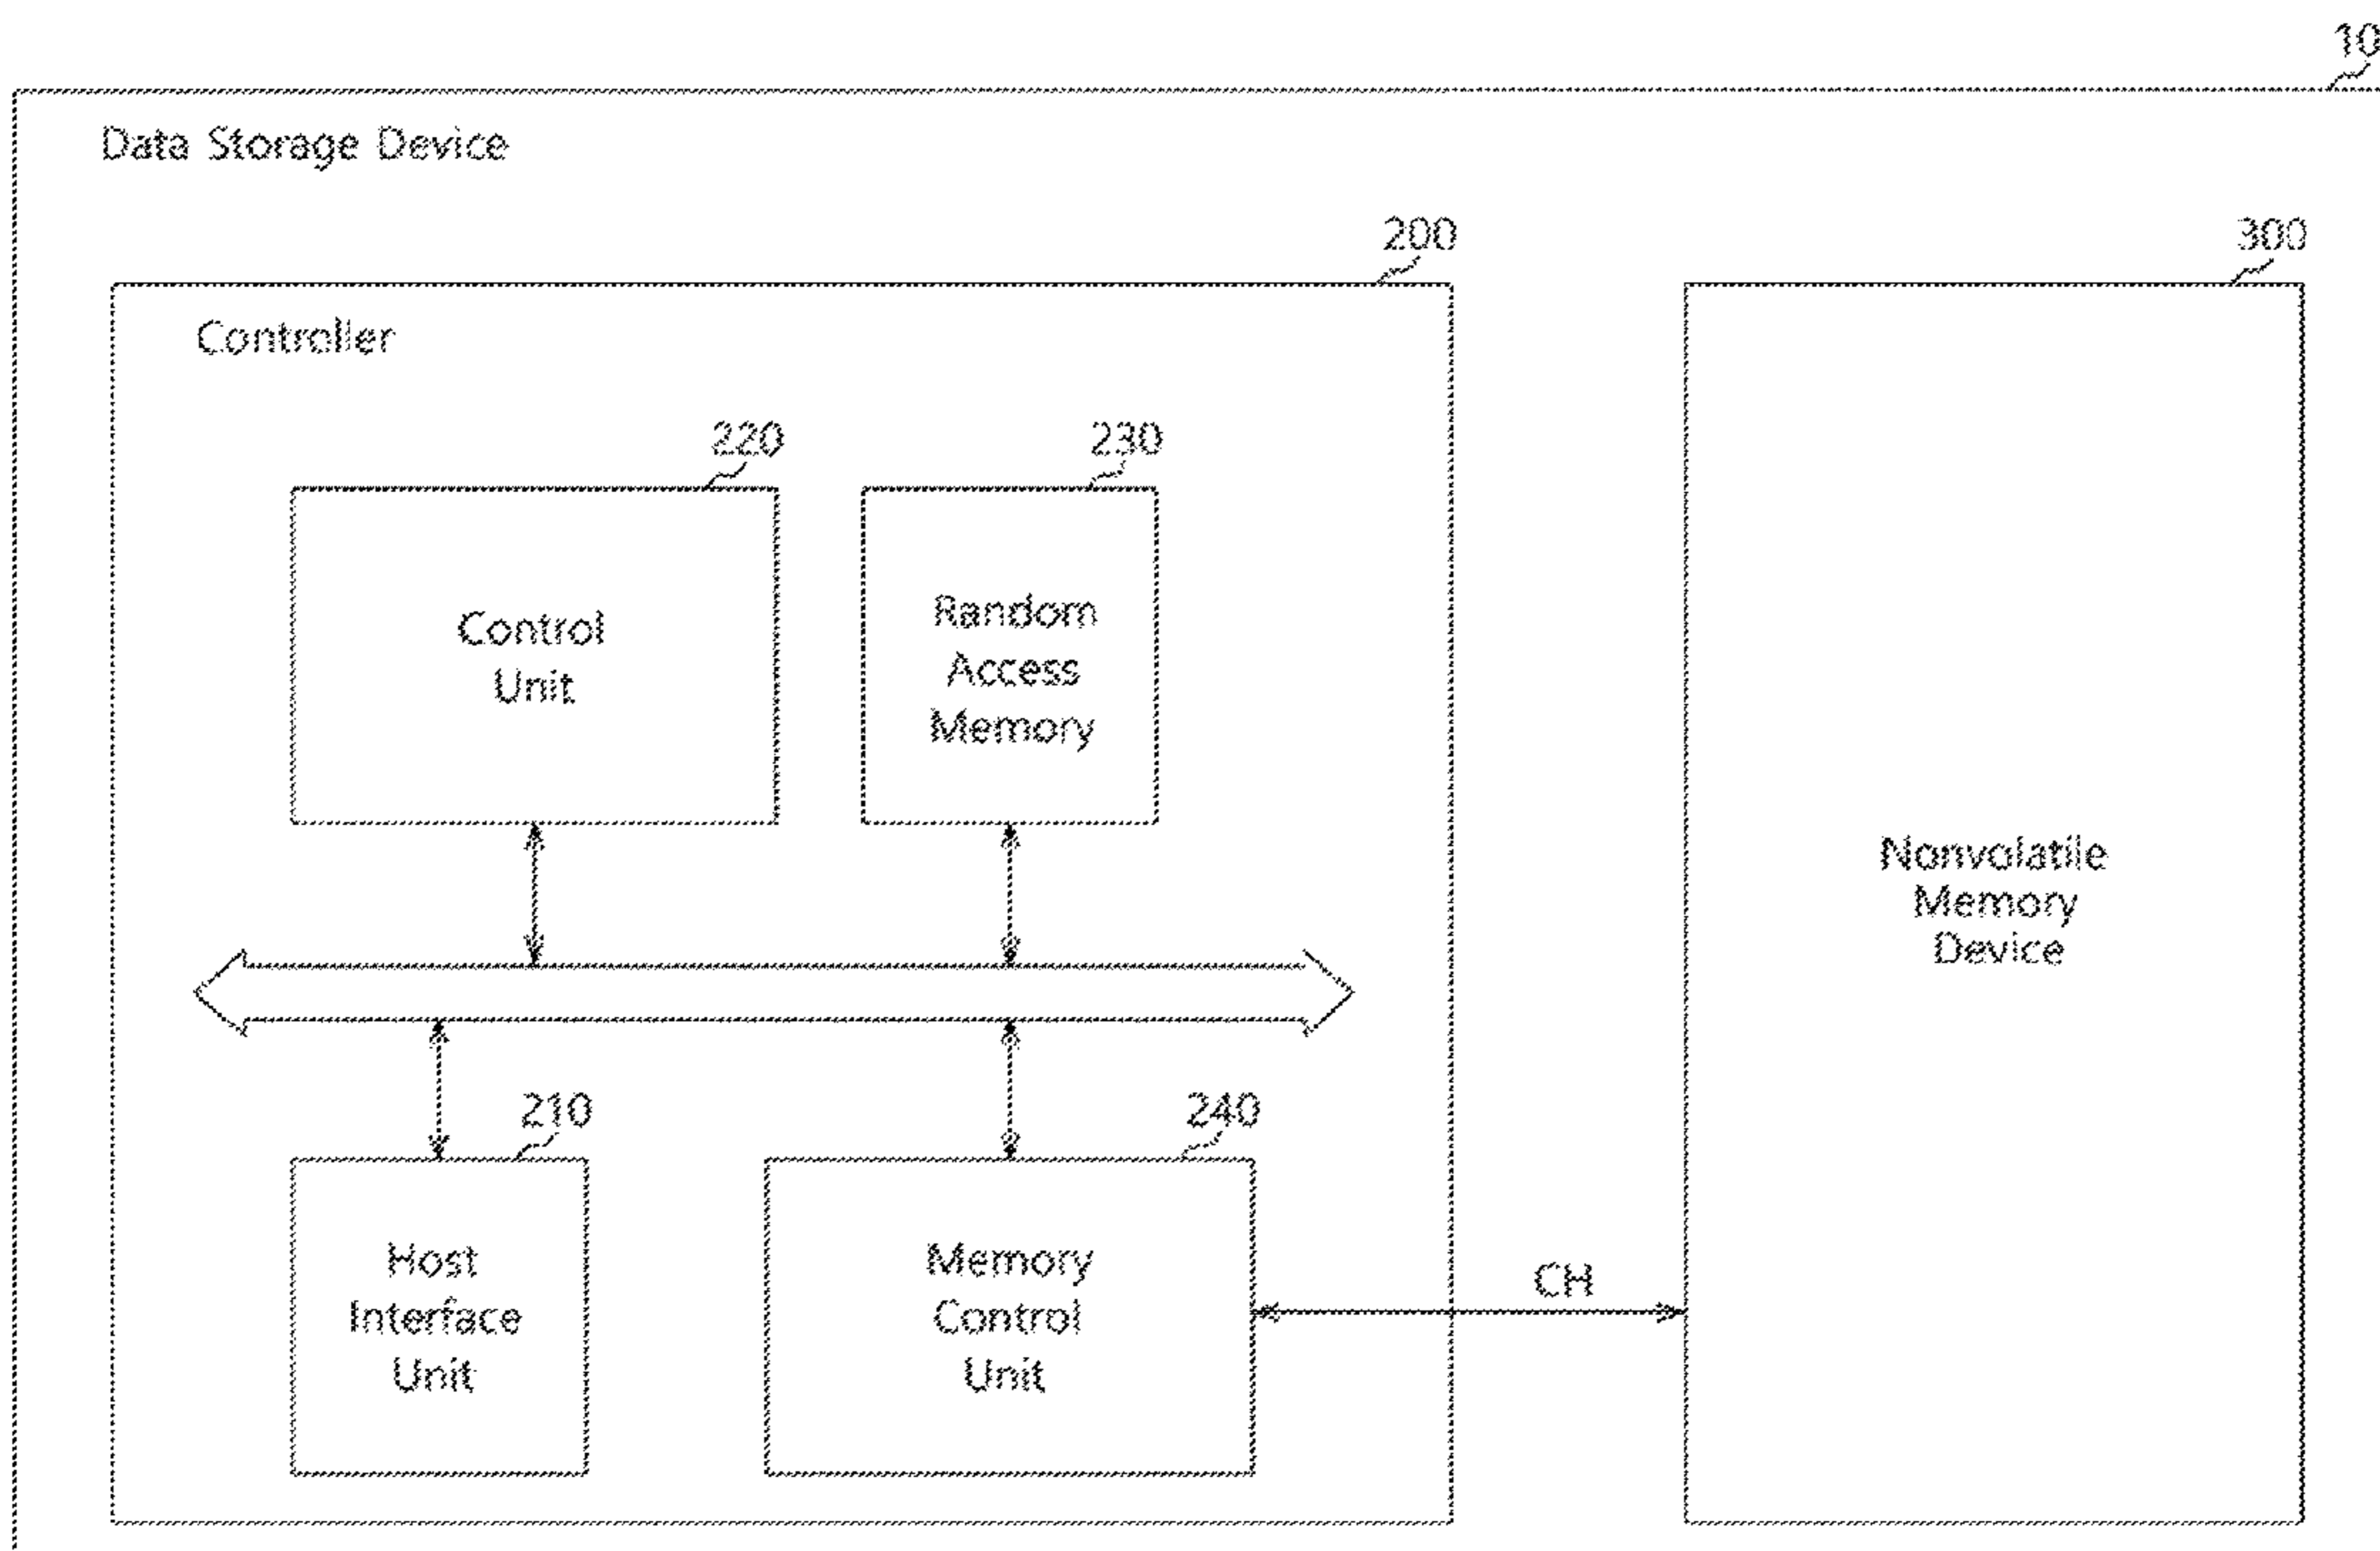 10
Data Storage Device
200
300
Controller
220
230
Control
Unit
Random
Access
Memory
Nonvolatile
Memory
Device
210
240
Host
Interface
Unit
Memory
Control
Unit
CH